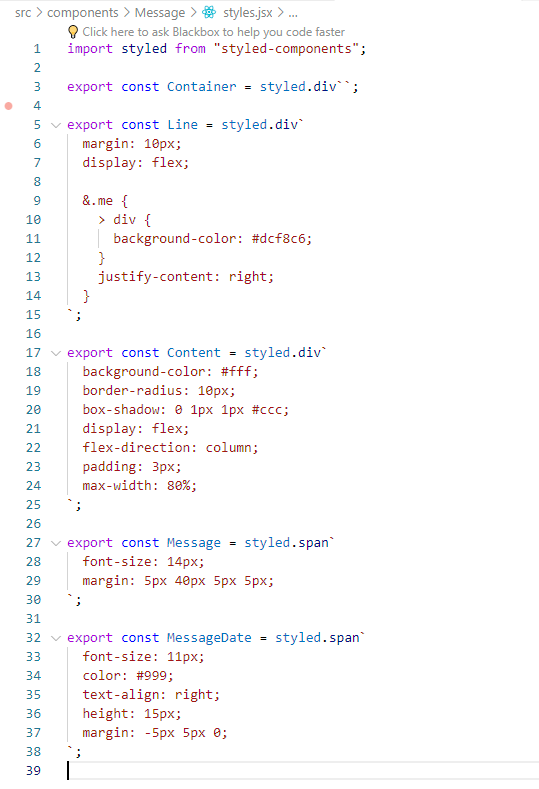 src > components > Message > styles.jsx > ...
Click here to ask Blackbox to help you code faster
1 import styled from "styled-components";
2
3 export const Container = styled.div``;
4
5 export const Line = styled.div`
6 margin: 10px;
7 display: flex;
8
9 &.me {
10 > div {
11 background-color: #dcf8c6;
12 }
13 justify-content: right;
14 }
15 `;
16
17 export const Content = styled.div`
18 background-color: #fff;
19 border-radius: 10px;
20 box-shadow: 0 1px 1px #ccc;
21 display: flex;
22 flex-direction: column;
23 padding: 3px;
24 max-width: 80%;
25 `;
26
27 export const Message = styled.span`
28 font-size: 14px;
29 margin: 5px 40px 5px 5px;
30 `;
31
32 export const MessageDate = styled.span`
33 font-size: 11px;
34 color: #999;
35 text-align: right;
36 height: 15px;
37 margin: -5px 5px 0;
38 `;
39